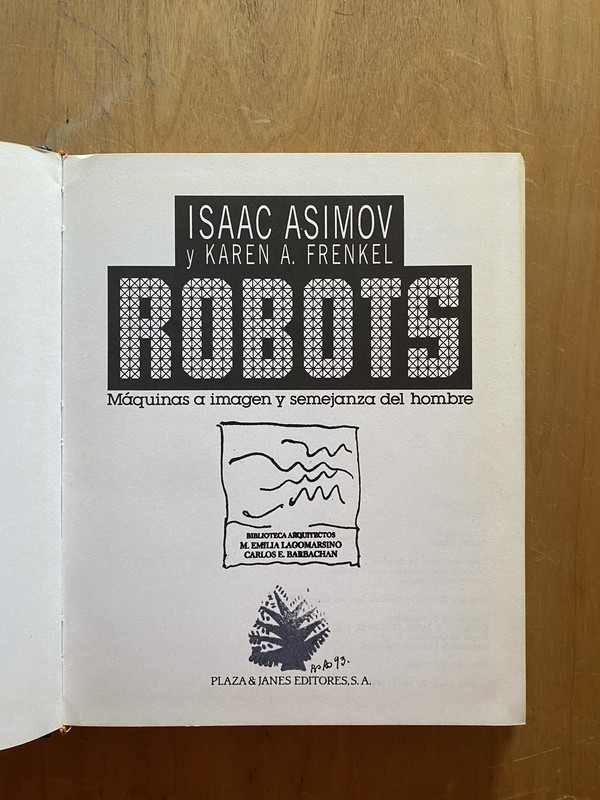 ISAAC ASIMOV
y KAREN A. FRENKEL
ROBOTS
Máquinas a imagen y semejanza del hombre
BIBLIOTECA ARQUITECTOS
M. EMILIA LAGOMARSINO
CARLOS E. BARBACHAN
93.
PLAZA & JANES EDITORES, S. A.